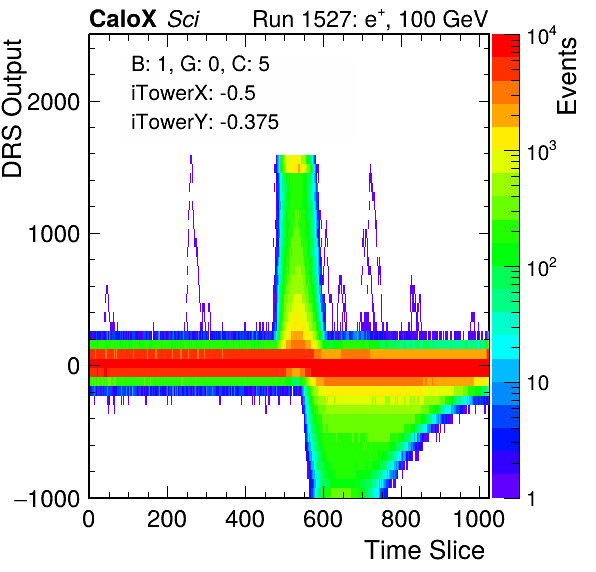 CaloX Sci Run 1527: e⁺, 100 GeV
B: 1, G: 0, C: 5
iTowerX: -0.5
iTowerY: -0.375
DRS Output
2000
1000
0
−1000
0 200 400 600 800 1000
Time Slice
Events
10⁴
10³
10²
10
1